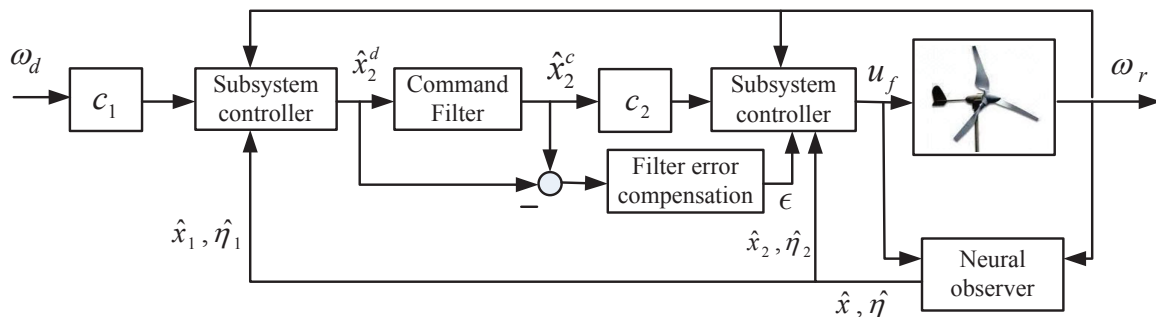 ω_d
c_1
Subsystem
controller
x̂_2^d
Command
Filter
x̂_2^c
c_2
Subsystem
controller
u_f
ω_r
Filter error
compensation
−
ϵ
x̂_1 , η̂_1
x̂_2 , η̂_2
Neural
observer
x̂ , η̂